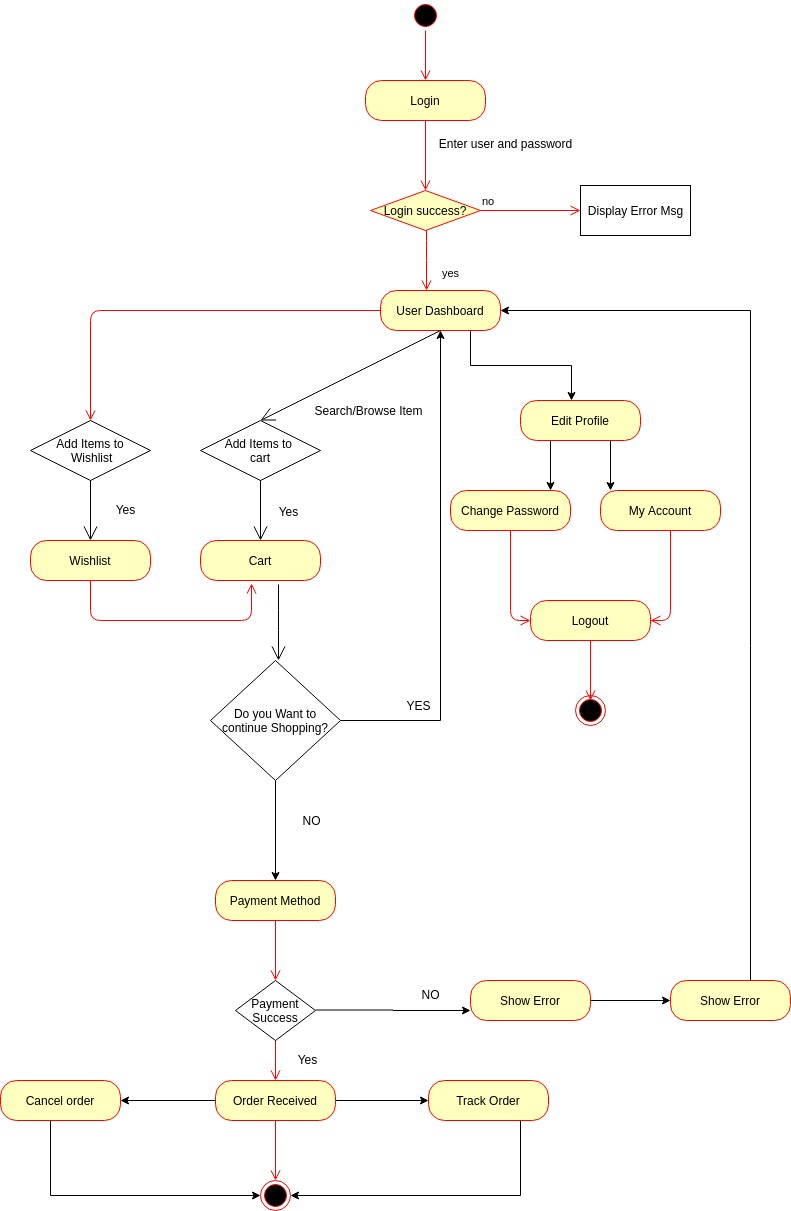 Login
Enter user and password
Login success?
no
Display Error Msg
yes
User Dashboard
Search/Browse Item
Edit Profile
Add Items to
Wishlist
Add Items to
cart
Yes
Yes
Change Password
My Account
Wishlist
Cart
Logout
Do you Want to
continue Shopping?
YES
NO
Payment Method
Payment
Success
NO
Show Error
Show Error
Yes
Cancel order
Order Received
Track Order